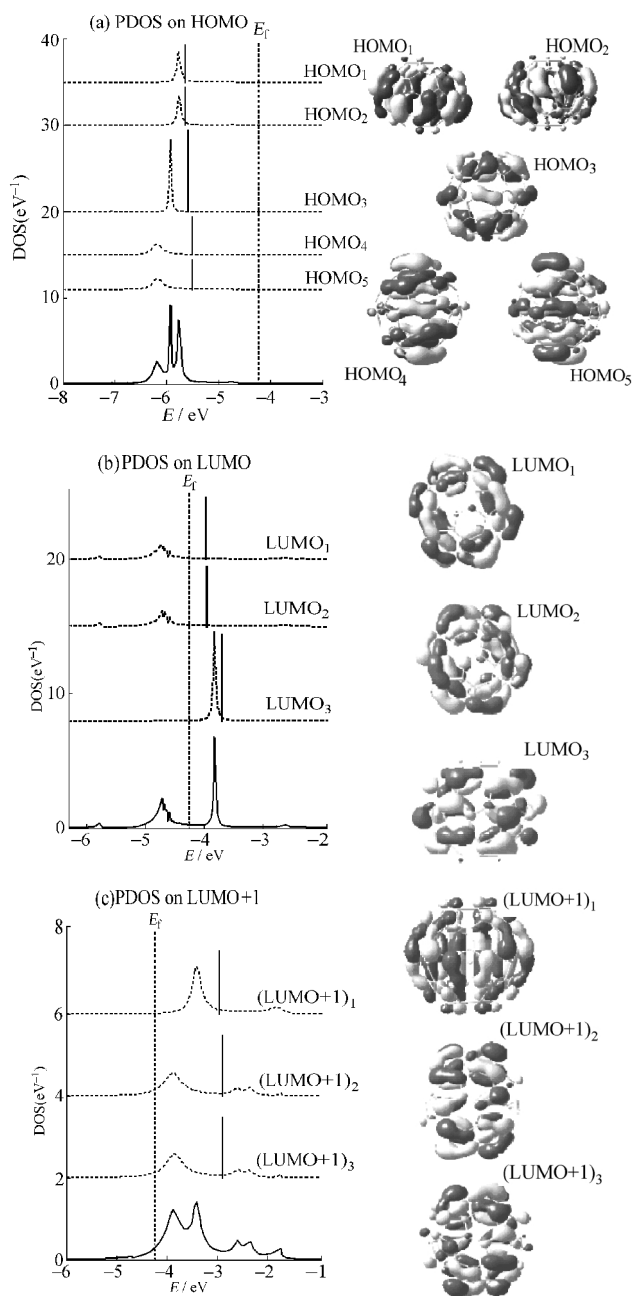 (a) PDOS on HOMO
E_f
40
30
20
10
0
DOS(eV⁻¹)
HOMO₁
HOMO₂
HOMO₃
HOMO₄
HOMO₅
−8 −7 −6 −5 −4 −3
E / eV
HOMO₁
HOMO₂
HOMO₃
HOMO₄
HOMO₅
(b)PDOS on LUMO
E_f
20
10
0
DOS(eV⁻¹)
LUMO₁
LUMO₂
LUMO₃
−6 −5 −4 −3 −2
E / eV
LUMO₁
LUMO₂
LUMO₃
(c)PDOS on LUMO+1
E_f
8
6
4
2
0
DOS(eV⁻¹)
(LUMO+1)₁
(LUMO+1)₂
(LUMO+1)₃
−6 −5 −4 −3 −2 −1
E / eV
(LUMO+1)₁
(LUMO+1)₂
(LUMO+1)₃